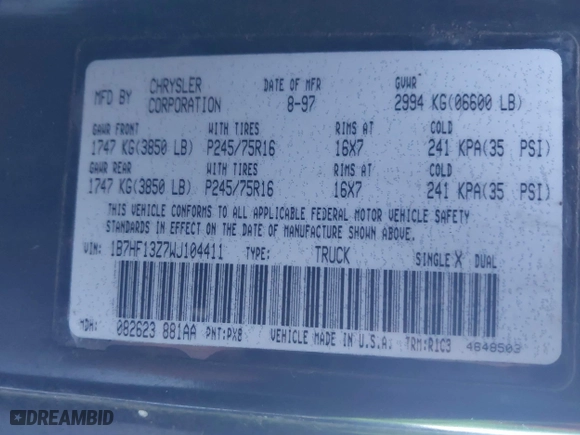 MFD BY CHRYSLER CORPORATION DATE OF MFR 8-97 GVWR 2994 KG(06600 LB)
GAWR FRONT WITH TIRES RIMS AT COLD
1747 KG(3850 LB) P245/75R16 16X7 241 KPA(35 PSI)
GAWR REAR WITH TIRES RIMS AT COLD
1747 KG(3850 LB) P245/75R16 16X7 241 KPA(35 PSI)
THIS VEHICLE CONFORMS TO ALL APPLICABLE FEDERAL MOTOR VEHICLE SAFETY
STANDARDS IN EFFECT ON THE DATE OF MANUFACTURE SHOWN ABOVE.
VIN: 1B7HF13Z7WJ104411 TYPE: TRUCK SINGLE X DUAL
MDH: 082623 881AA PNT:PX8 VEHICLE MADE IN U.S.A. TRM:R1C3 4848503
DREAMBID